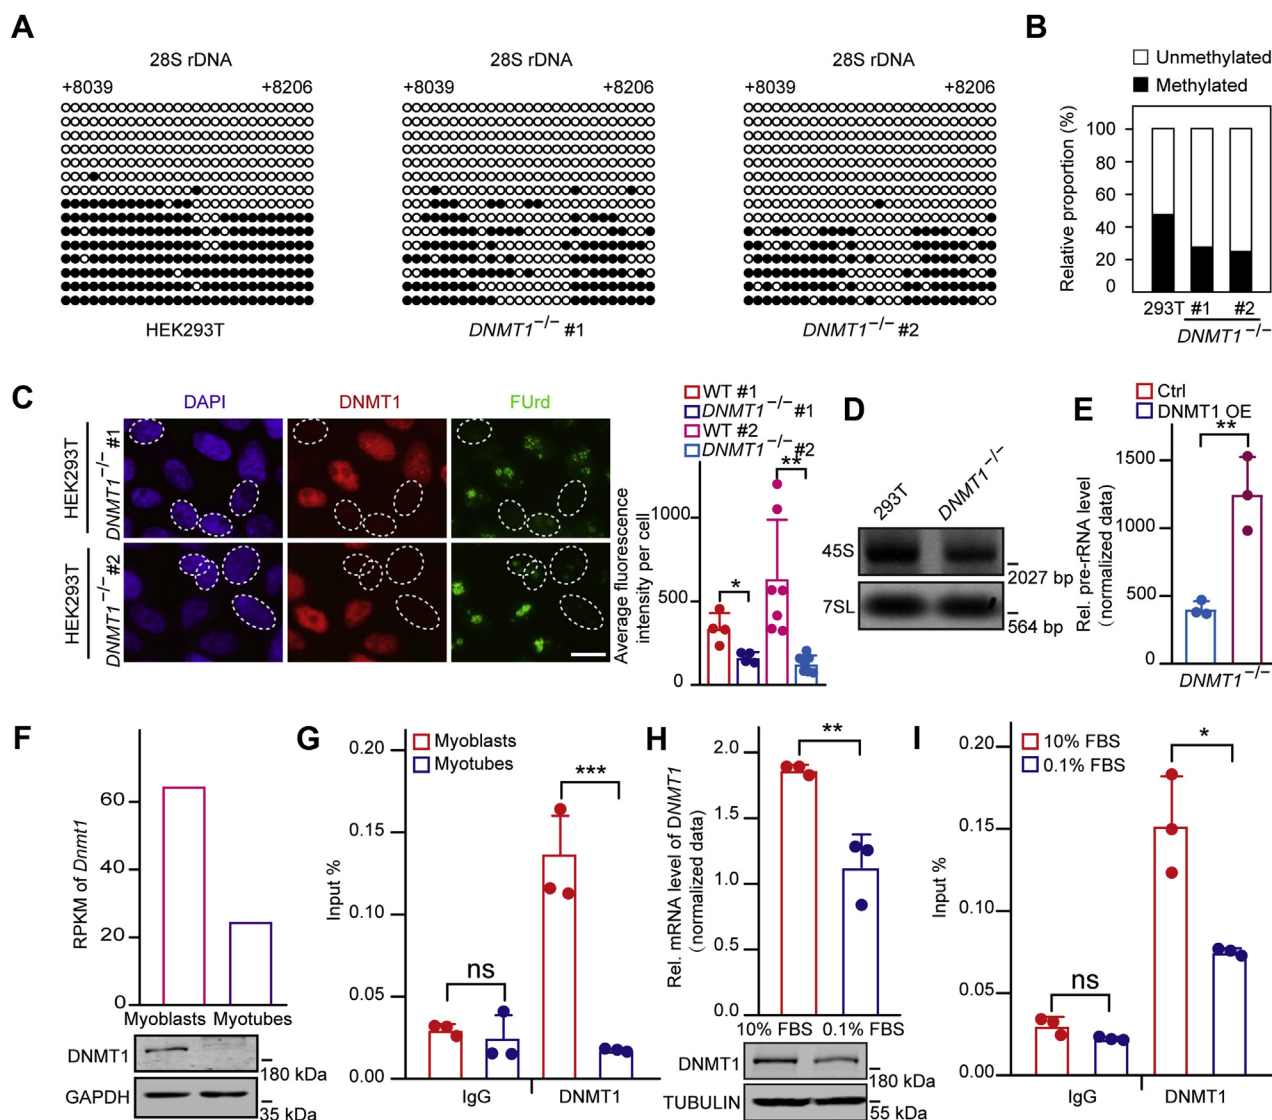 A
28S rDNA
+8039 +8206
HEK293T
28S rDNA
+8039 +8206
DNMT1−/− #1
28S rDNA
+8039 +8206
DNMT1−/− #2
B
Unmethylated
Methylated
Relative proportion (%)
100
80
60
40
20
0
293T #1 #2
DNMT1−/−
C
DAPI DNMT1 FUrd
HEK293T
DNMT1−/− #1
HEK293T
DNMT1−/− #2
WT #1
DNMT1−/− #1
WT #2
DNMT1−/− #2
Average fluorescence
intensity per cell
1000
500
0
*
**
D
293T DNMT1−/−
45S
2027 bp
7SL
564 bp
E
Ctrl
DNMT1 OE
**
Rel. pre-rRNA level
(normalized data)
1500
1000
500
0
DNMT1−/−
F
RPKM of Dnmt1
60
40
20
0
Myoblasts Myotubes
DNMT1
180 kDa
GAPDH
35 kDa
G
Myoblasts
Myotubes
Input %
0.20
0.15
0.10
0.05
0.00
ns
***
IgG DNMT1
H
Rel. mRNA level of DNMT1
(normalized data)
2.0
1.5
1.0
0.5
0.0
**
10% FBS 0.1% FBS
DNMT1
180 kDa
TUBULIN
55 kDa
I
10% FBS
0.1% FBS
Input %
0.20
0.15
0.10
0.05
0.00
ns
*
IgG DNMT1